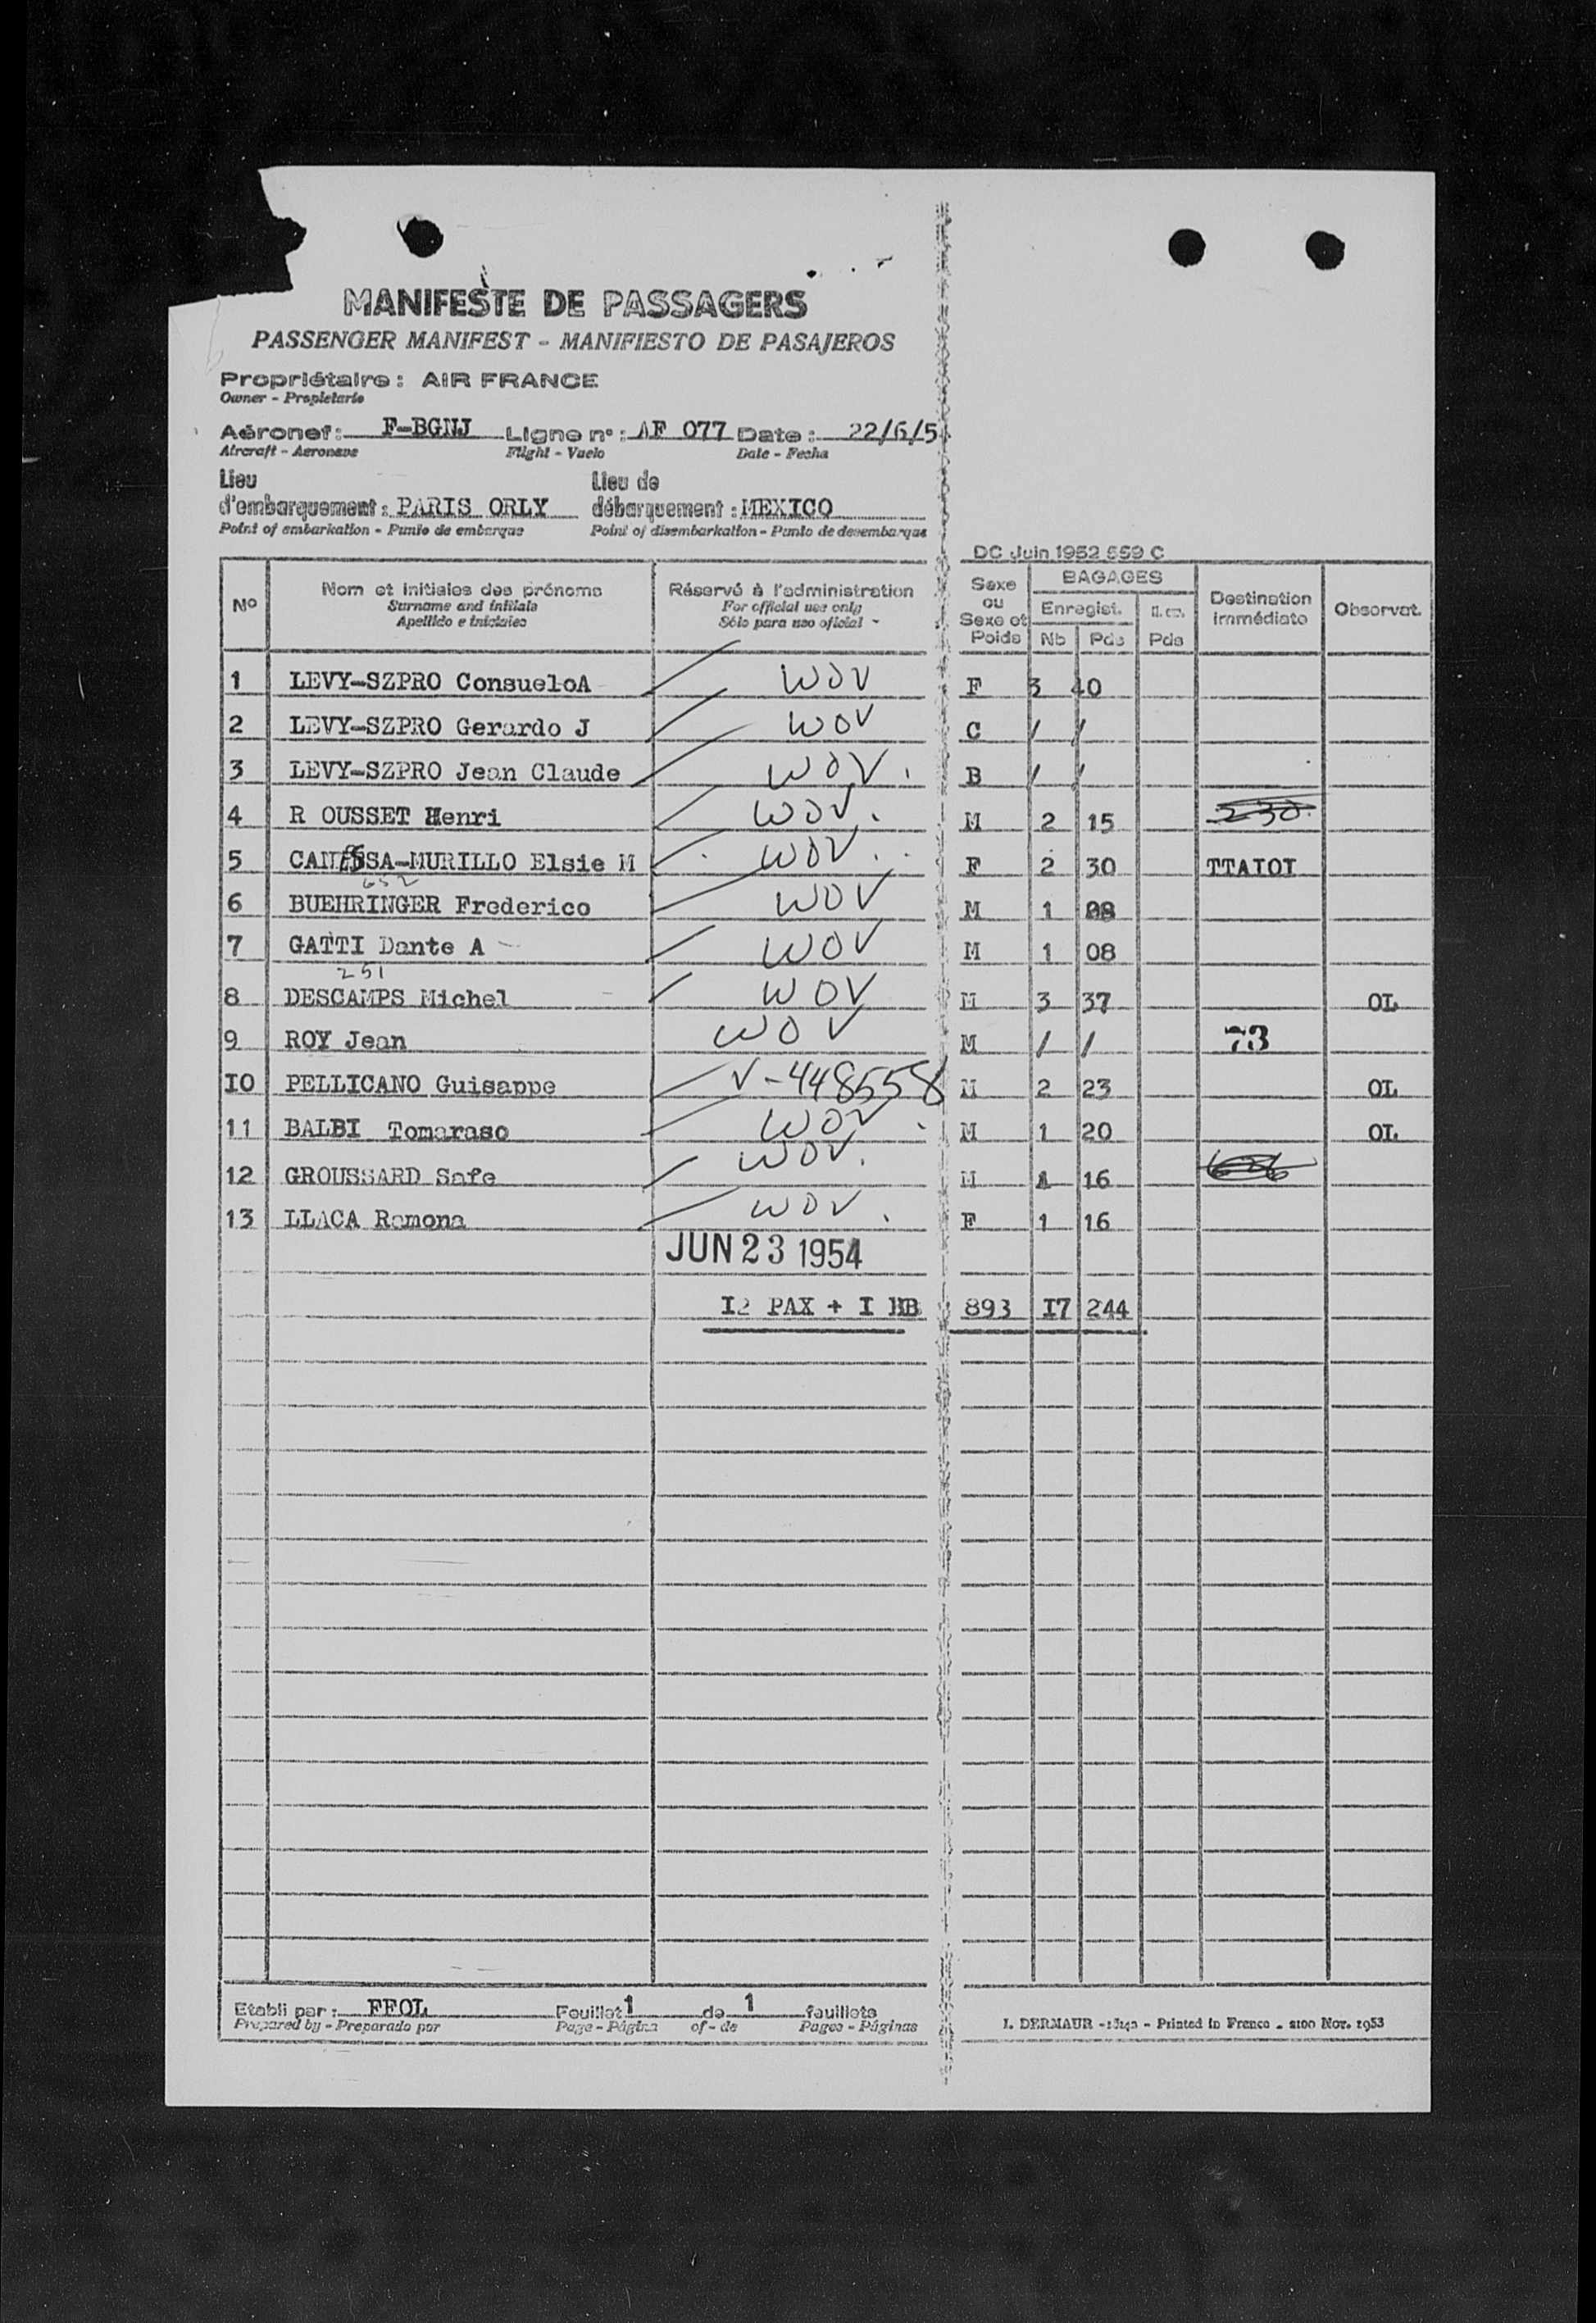 MANIFESTE DE PASSAGERS
PASSENGER MANIFEST - MANIFIESTO DE PASAJEROS
Propriétaire : AIR FRANCE
Owner - Propietario
Aéronef : F-BGNJ Ligne n° : AF 077 Date : 22/6/5
Aircraft - Aeronave Flight - Vuelo Date - Fecha
Lieu Lieu de
d'embarquement : PARIS ORLY débarquement : MEXICO
Point of embarkation - Punto de embarque Point of disembarkation - Punto de desembarque
DC Juin 1952 559 C
N° Nom et initiales des prénoms Réservé à l'administration Sexe ou Sexe et Poids BAGAGES Destination immédiate Observat.
Surname and initials For official use only Enregist.
Apellido e iniciales Sólo para uso oficial Nb Pds Pds
1 LEVY-SZPRO ConsueloA WOV F 3 40
2 LEVY-SZPRO Gerardo J WOV C / /
3 LEVY-SZPRO Jean Claude WOV. B / /
4 R OUSSET Henri WOV. M 2 15 230
5 CANESSA-MURILLO Elsie M WOV F 2 30 TTAIOI
652
6 BUEHRINGER Frederico WOV M 1 08
7 GATTI Dante A WOV M 1 08
251
8 DESCAMPS Michel WOV M 3 37 OL
9 ROY Jean WOV M / / 73
IO PELLICANO Guisappe V-448558 M 2 23 OL
11 BALBI Tomaraso WOV M 1 20 OL
12 GROUSSARD Safe WOV. M 1 16
13 LLACA Ramona WOV. F 1 16
JUN 23 1954
I2 PAX + I BB 893 I7 244
Etabli par : FFOL Feuillet 1 de 1 feuillets
Prepared by - Preparado por Page - Página of - de Pages - Páginas
J. DERMAUR - Printed in France - 2100 Nov. 1953